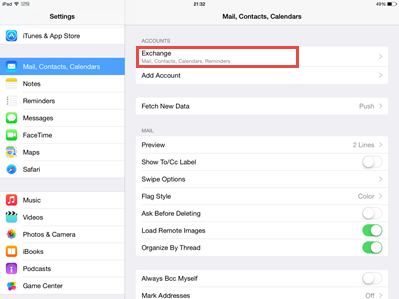 iPad
21:32
49%
Settings
Mail, Contacts, Calendars
iTunes & App Store
Mail, Contacts, Calendars
Notes
Reminders
Messages
FaceTime
Maps
Safari
Music
Videos
Photos & Camera
iBooks
Podcasts
Game Center
ACCOUNTS
Exchange
Mail, Contacts, Calendars, Reminders
Add Account
Fetch New Data Push
MAIL
Preview 2 Lines
Show To/Cc Label
Swipe Options
Flag Style Color
Ask Before Deleting
Load Remote Images
Organize By Thread
Always Bcc Myself
Mark Addresses Off